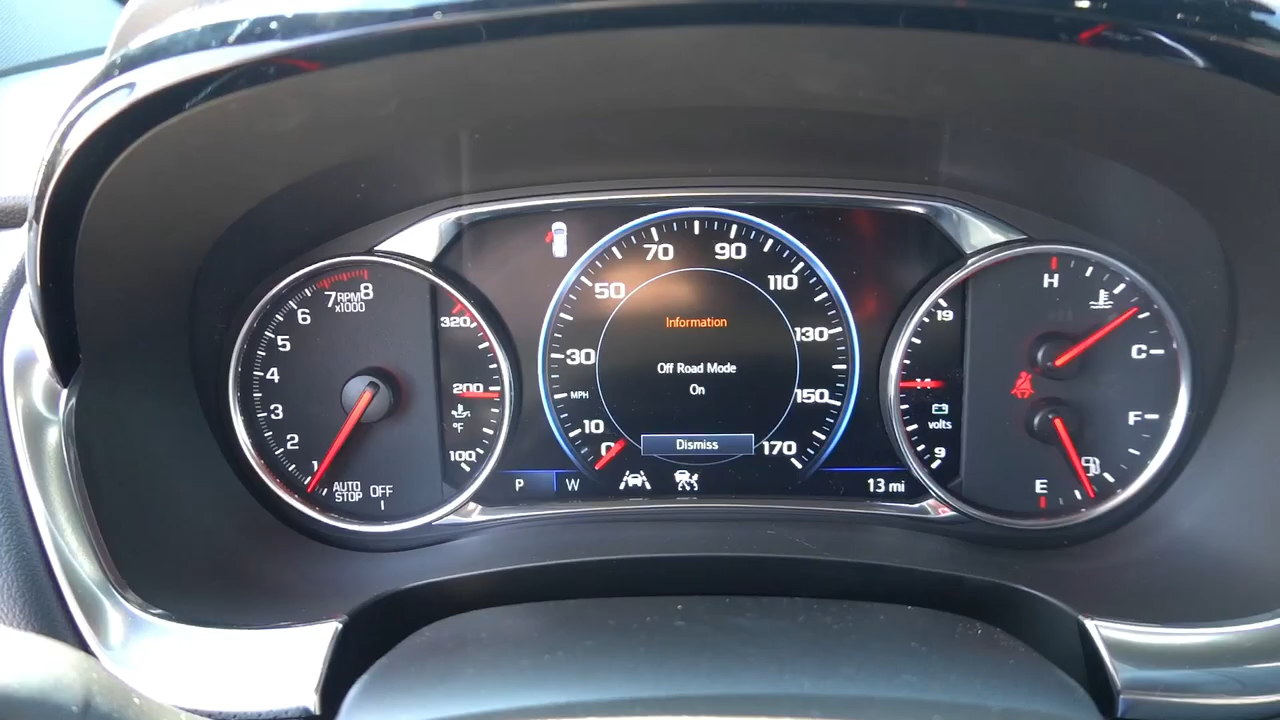 7 RPM 8
x1000
6
5
4
3
2
1
AUTO
STOP
OFF
320
200
°F
100
70
90
50
110
30
130
MPH
10
150
0
170
Information
Off Road Mode
On
Dismiss
P
W
13 mi
19
14
volts
9
H
C
F
E